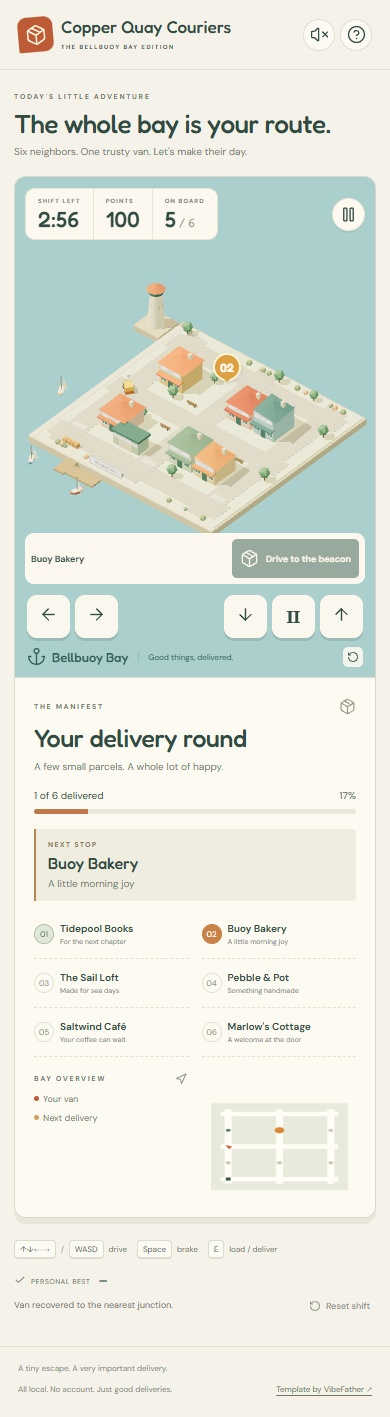 Copper Quay Couriers
THE BELLBUOY BAY EDITION
TODAY'S LITTLE ADVENTURE
The whole bay is your route.
Six neighbors. One trusty van. Let's make their day.
SHIFT LEFT
2:56
POINTS
100
ON BOARD
5 / 6
02
Buoy Bakery
Drive to the beacon
Bellbuoy Bay
Good things, delivered.
THE MANIFEST
Your delivery round
A few small parcels. A whole lot of happy.
1 of 6 delivered 17%
NEXT STOP
Buoy Bakery
A little morning joy
01 Tidepool Books
For the next chapter
02 Buoy Bakery
A little morning joy
03 The Sail Loft
Made for sea days
04 Pebble & Pot
Something handmade
05 Saltwind Café
Your coffee can wait
06 Marlow's Cottage
A welcome at the door
BAY OVERVIEW
Your van
Next delivery
↑↓←→ / WASD drive Space brake E load / deliver
PERSONAL BEST —
Van recovered to the nearest junction.
Reset shift
A tiny escape. A very important delivery.
All local. No account. Just good deliveries.
Template by VibeFather ↗